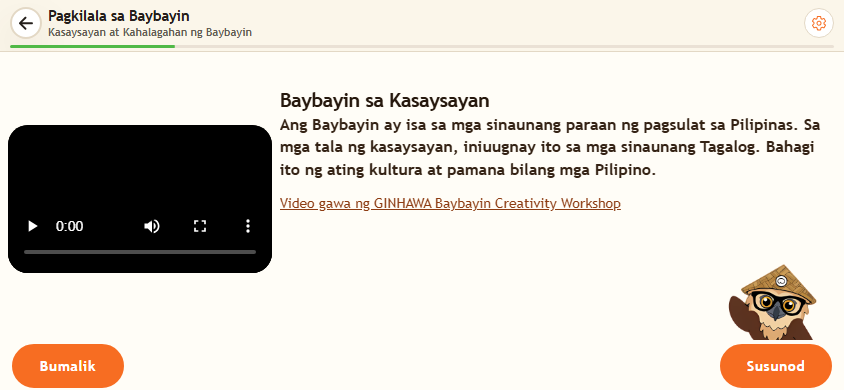 Pagkilala sa Baybayin
Kasaysayan at Kahalagahan ng Baybayin
Baybayin sa Kasaysayan
Ang Baybayin ay isa sa mga sinaunang paraan ng pagsulat sa Pilipinas. Sa
mga tala ng kasaysayan, iniuugnay ito sa mga sinaunang Tagalog. Bahagi
ito ng ating kultura at pamana bilang mga Pilipino.
Video gawa ng GINHAWA Baybayin Creativity Workshop
0:00
Bumalik
Susunod